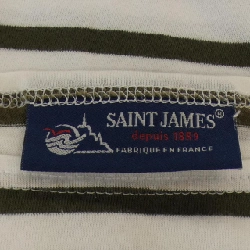 SAINT JAMES®
depuis 1889
FABRIQUÉ EN FRANCE